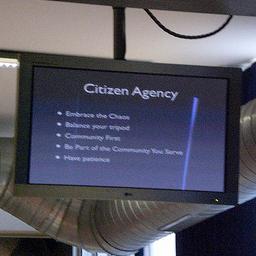 Citizen Agency
Embrace the Chaos
Balance your tripod
Community First
Be Part of the Community You Serve
Have patience